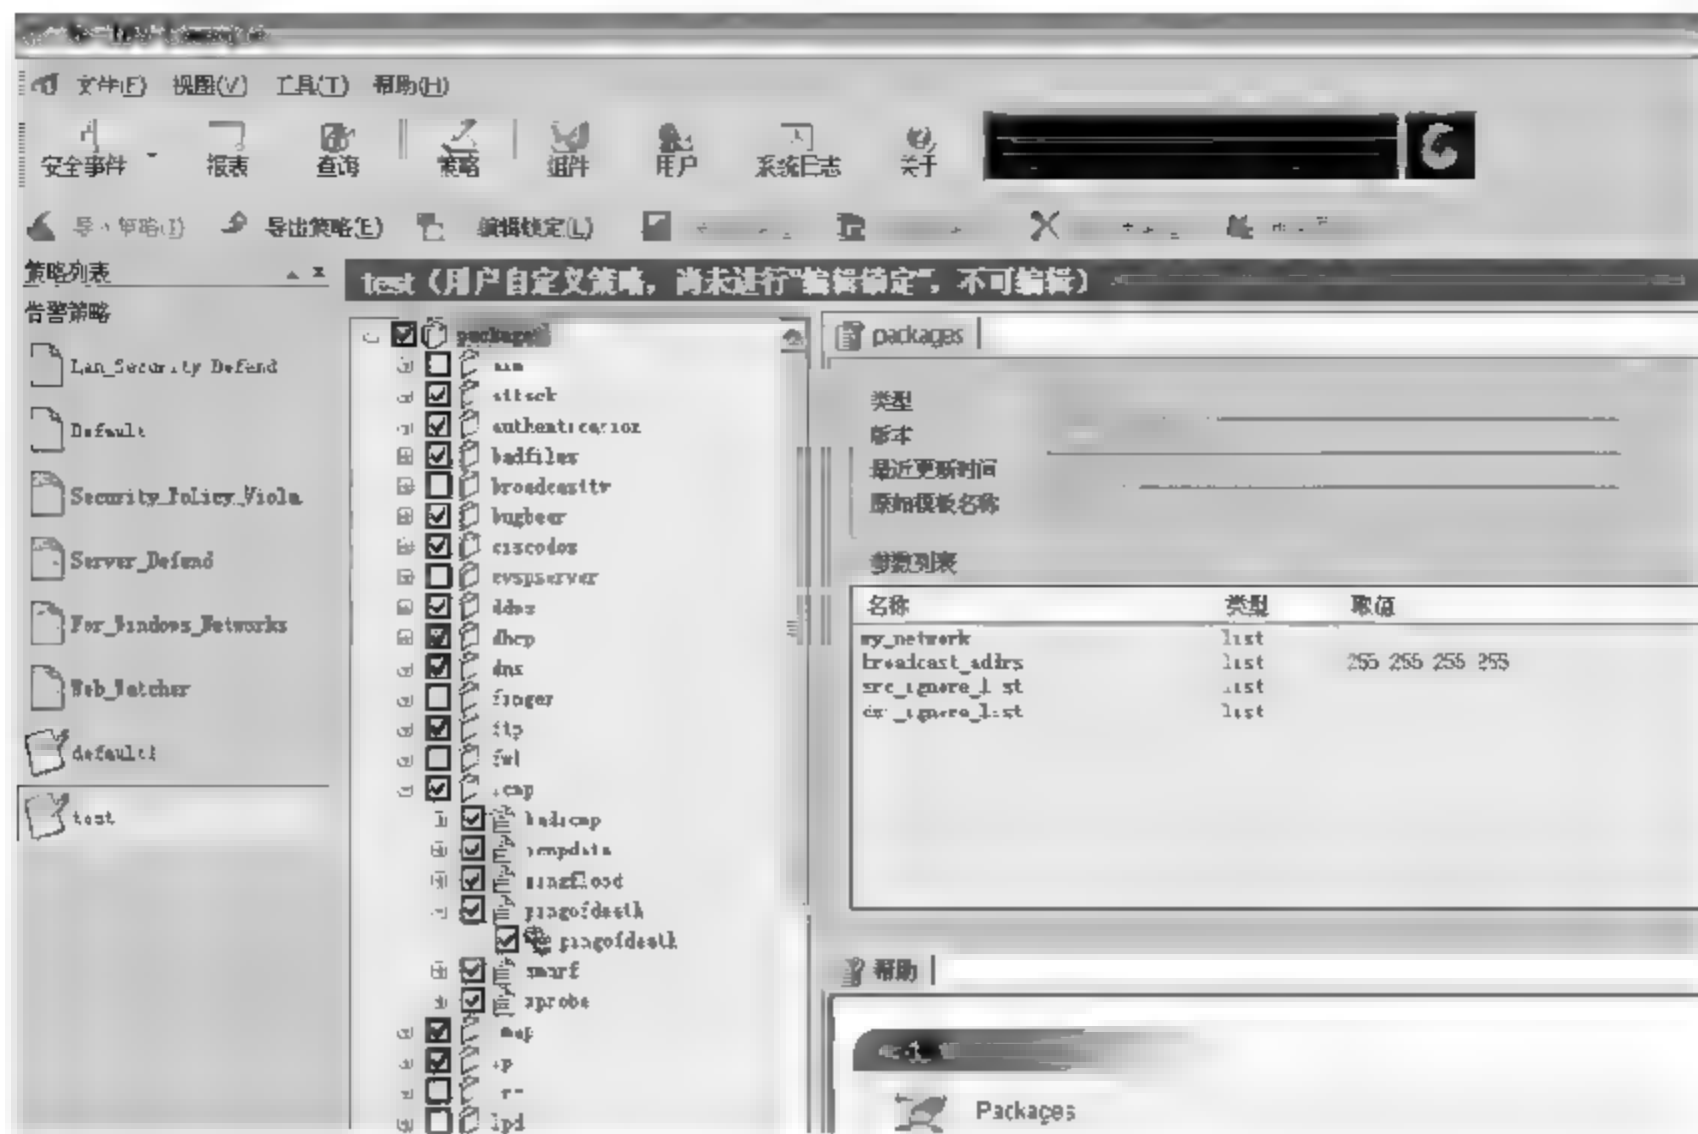 文件(F) 视图(V) 工具(T) 帮助(H)
安全事件 报表 查询 策略 组件 用户 系统日志 关于
导出策略(E) 编辑锁定(L)
策略列表
告警策略
Lan_Security_Defend
Default
Security_Policy_Viola
Server_Defend
For_Windows_Networks
Web_Watcher
default1
test
test（用户自定义策略，尚未进行"编辑锁定"，不可编辑）
packages
aim
attack
authentication
badfiles
bugbear
ciscodos
ddos
dhcp
dns
finger
ftp
fw1
icmp
badicmp
icmpdata
pingflood
pingofdeath
pingofdeath
smurf
xprobe
imap
ip
lpd
packages
类型
版本
最近更新时间
原始模板名称
参数列表
名称 类型 取值
my_network list
broadcast_addrs list 255 255 255 255
src_ignore_list list
dst_ignore_list list
帮助
Packages